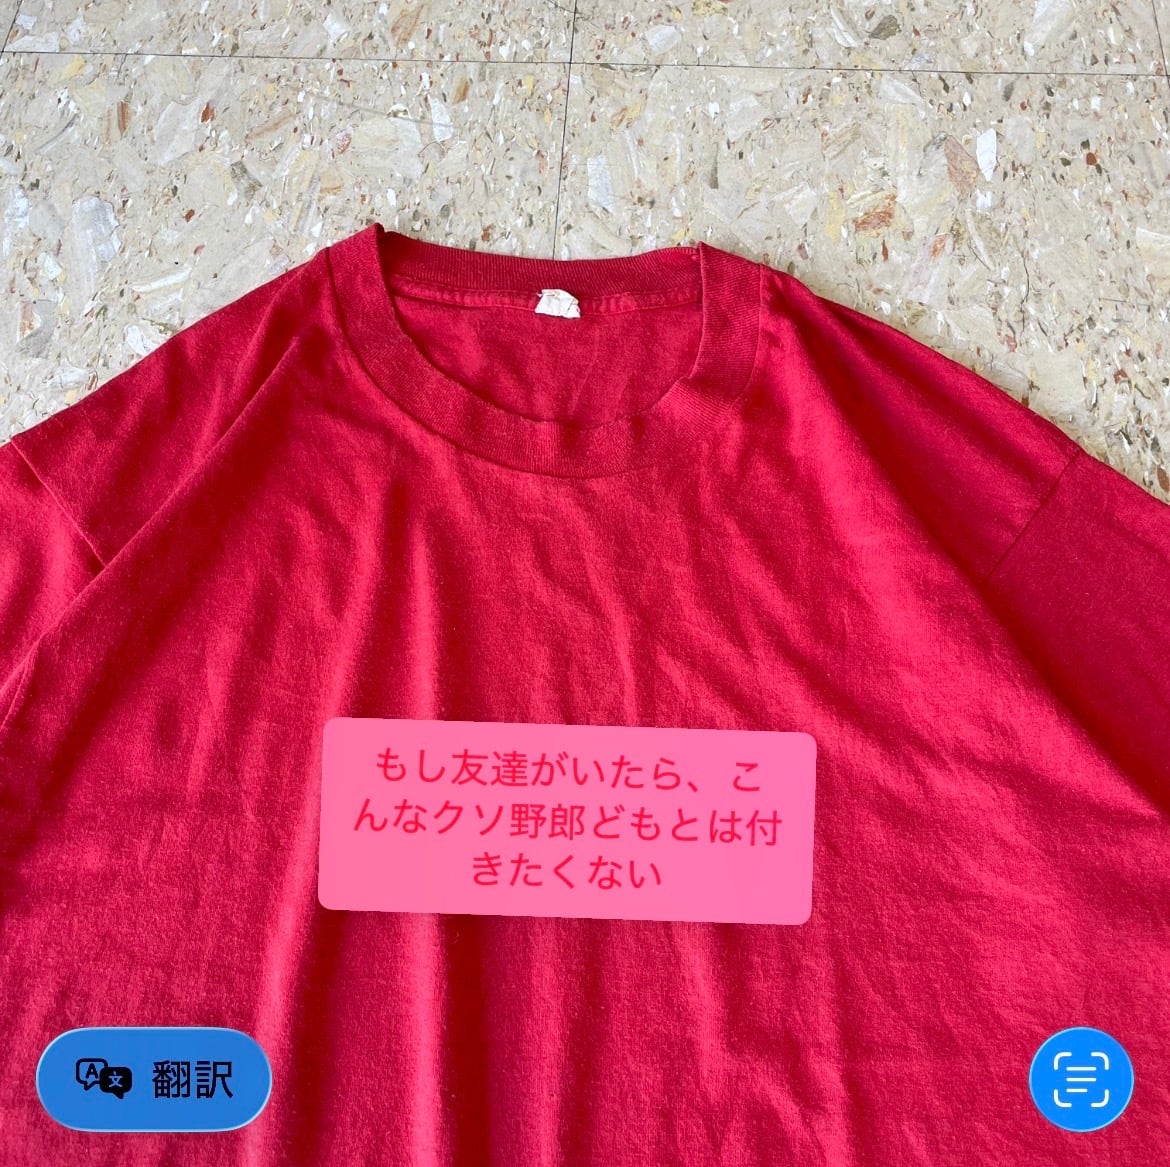 もし友達がいたら、こ
んなクソ野郎どもとは付
きたくない
翻訳